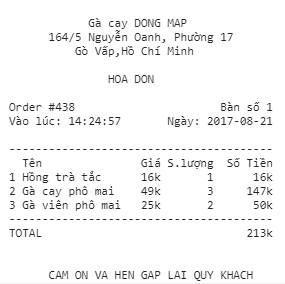 Gà cay DONG MAP
164/5 Nguyễn Oanh, Phường 17
Gò Vấp,Hồ Chí Minh
HOA DON
Order #438 Bàn số 1
Vào lúc: 14:24:57 Ngày: 2017-08-21
Tên Giá S.lượng Số Tiền
1 Hồng trà tắc 16k 1 16k
2 Gà cay phô mai 49k 3 147k
3 Gà viên phô mai 25k 2 50k
TOTAL 213k
CAM ON VA HEN GAP LAI QUY KHACH